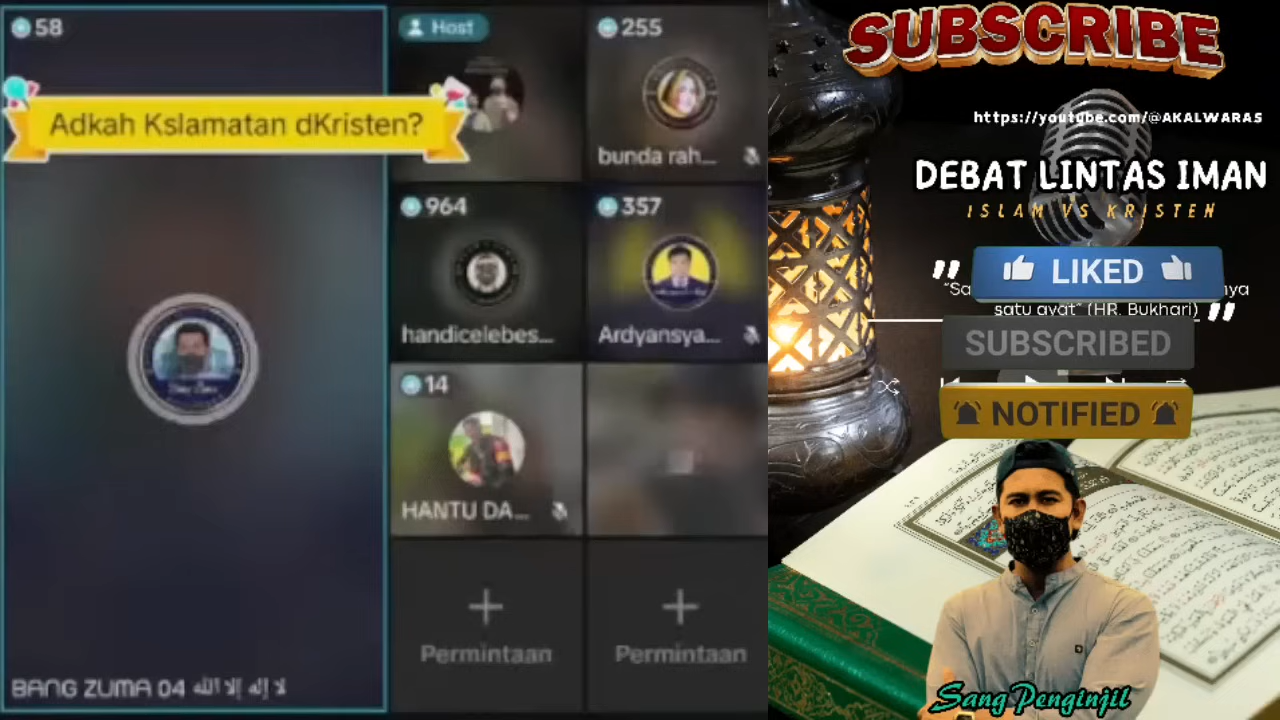 58
Adkah Kslamatan dKristen?
BANG ZUMA 04 لا إله إلا الله
Host
255
bunda rah...
964
handicelebes...
357
Ardyansya...
14
HANTU DA...
Permintaan
Permintaan
SUBSCRIBE
https://youtube.com/@AKALWARAS
DEBAT LINTAS IMAN
ISLAM VS KRISTEN
LIKED
satu ayat” (HR. Bukhari)
SUBSCRIBED
NOTIFIED
Sang Penginjil